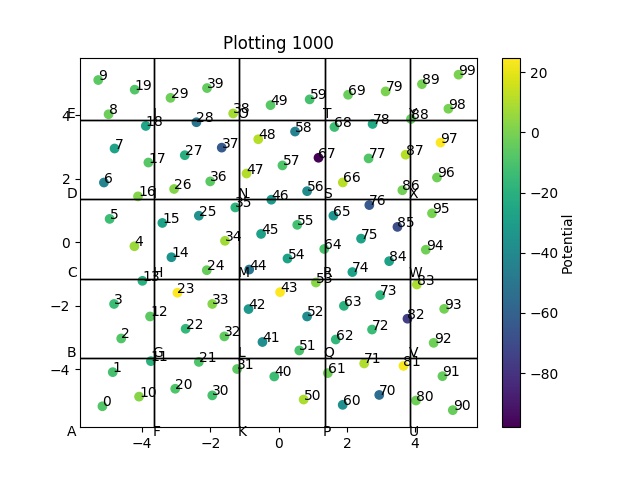 Plotting 1000
9 19 29 39 49 59 69 79 89 99
8 18 28 38 48 58 68 78 88 98
7 17 27 37 47 57 67 77 87 97
6 16 26 36 46 56 66 76 86 96
5 15 25 35 45 55 65 75 85 95
4 14 24 34 44 54 64 74 84 94
3 13 23 33 43 53 63 73 83 93
2 12 22 32 42 52 62 72 82 92
1 11 21 31 41 51 61 71 81 91
0 10 20 30 40 50 60 70 80 90
E J O T Y
D I N S X
C H M R W
B G L Q V
A F K P U
4
2
0
−2
−4
−4 −2 0 2 4
20
0
−20
−40
−60
−80
Potential